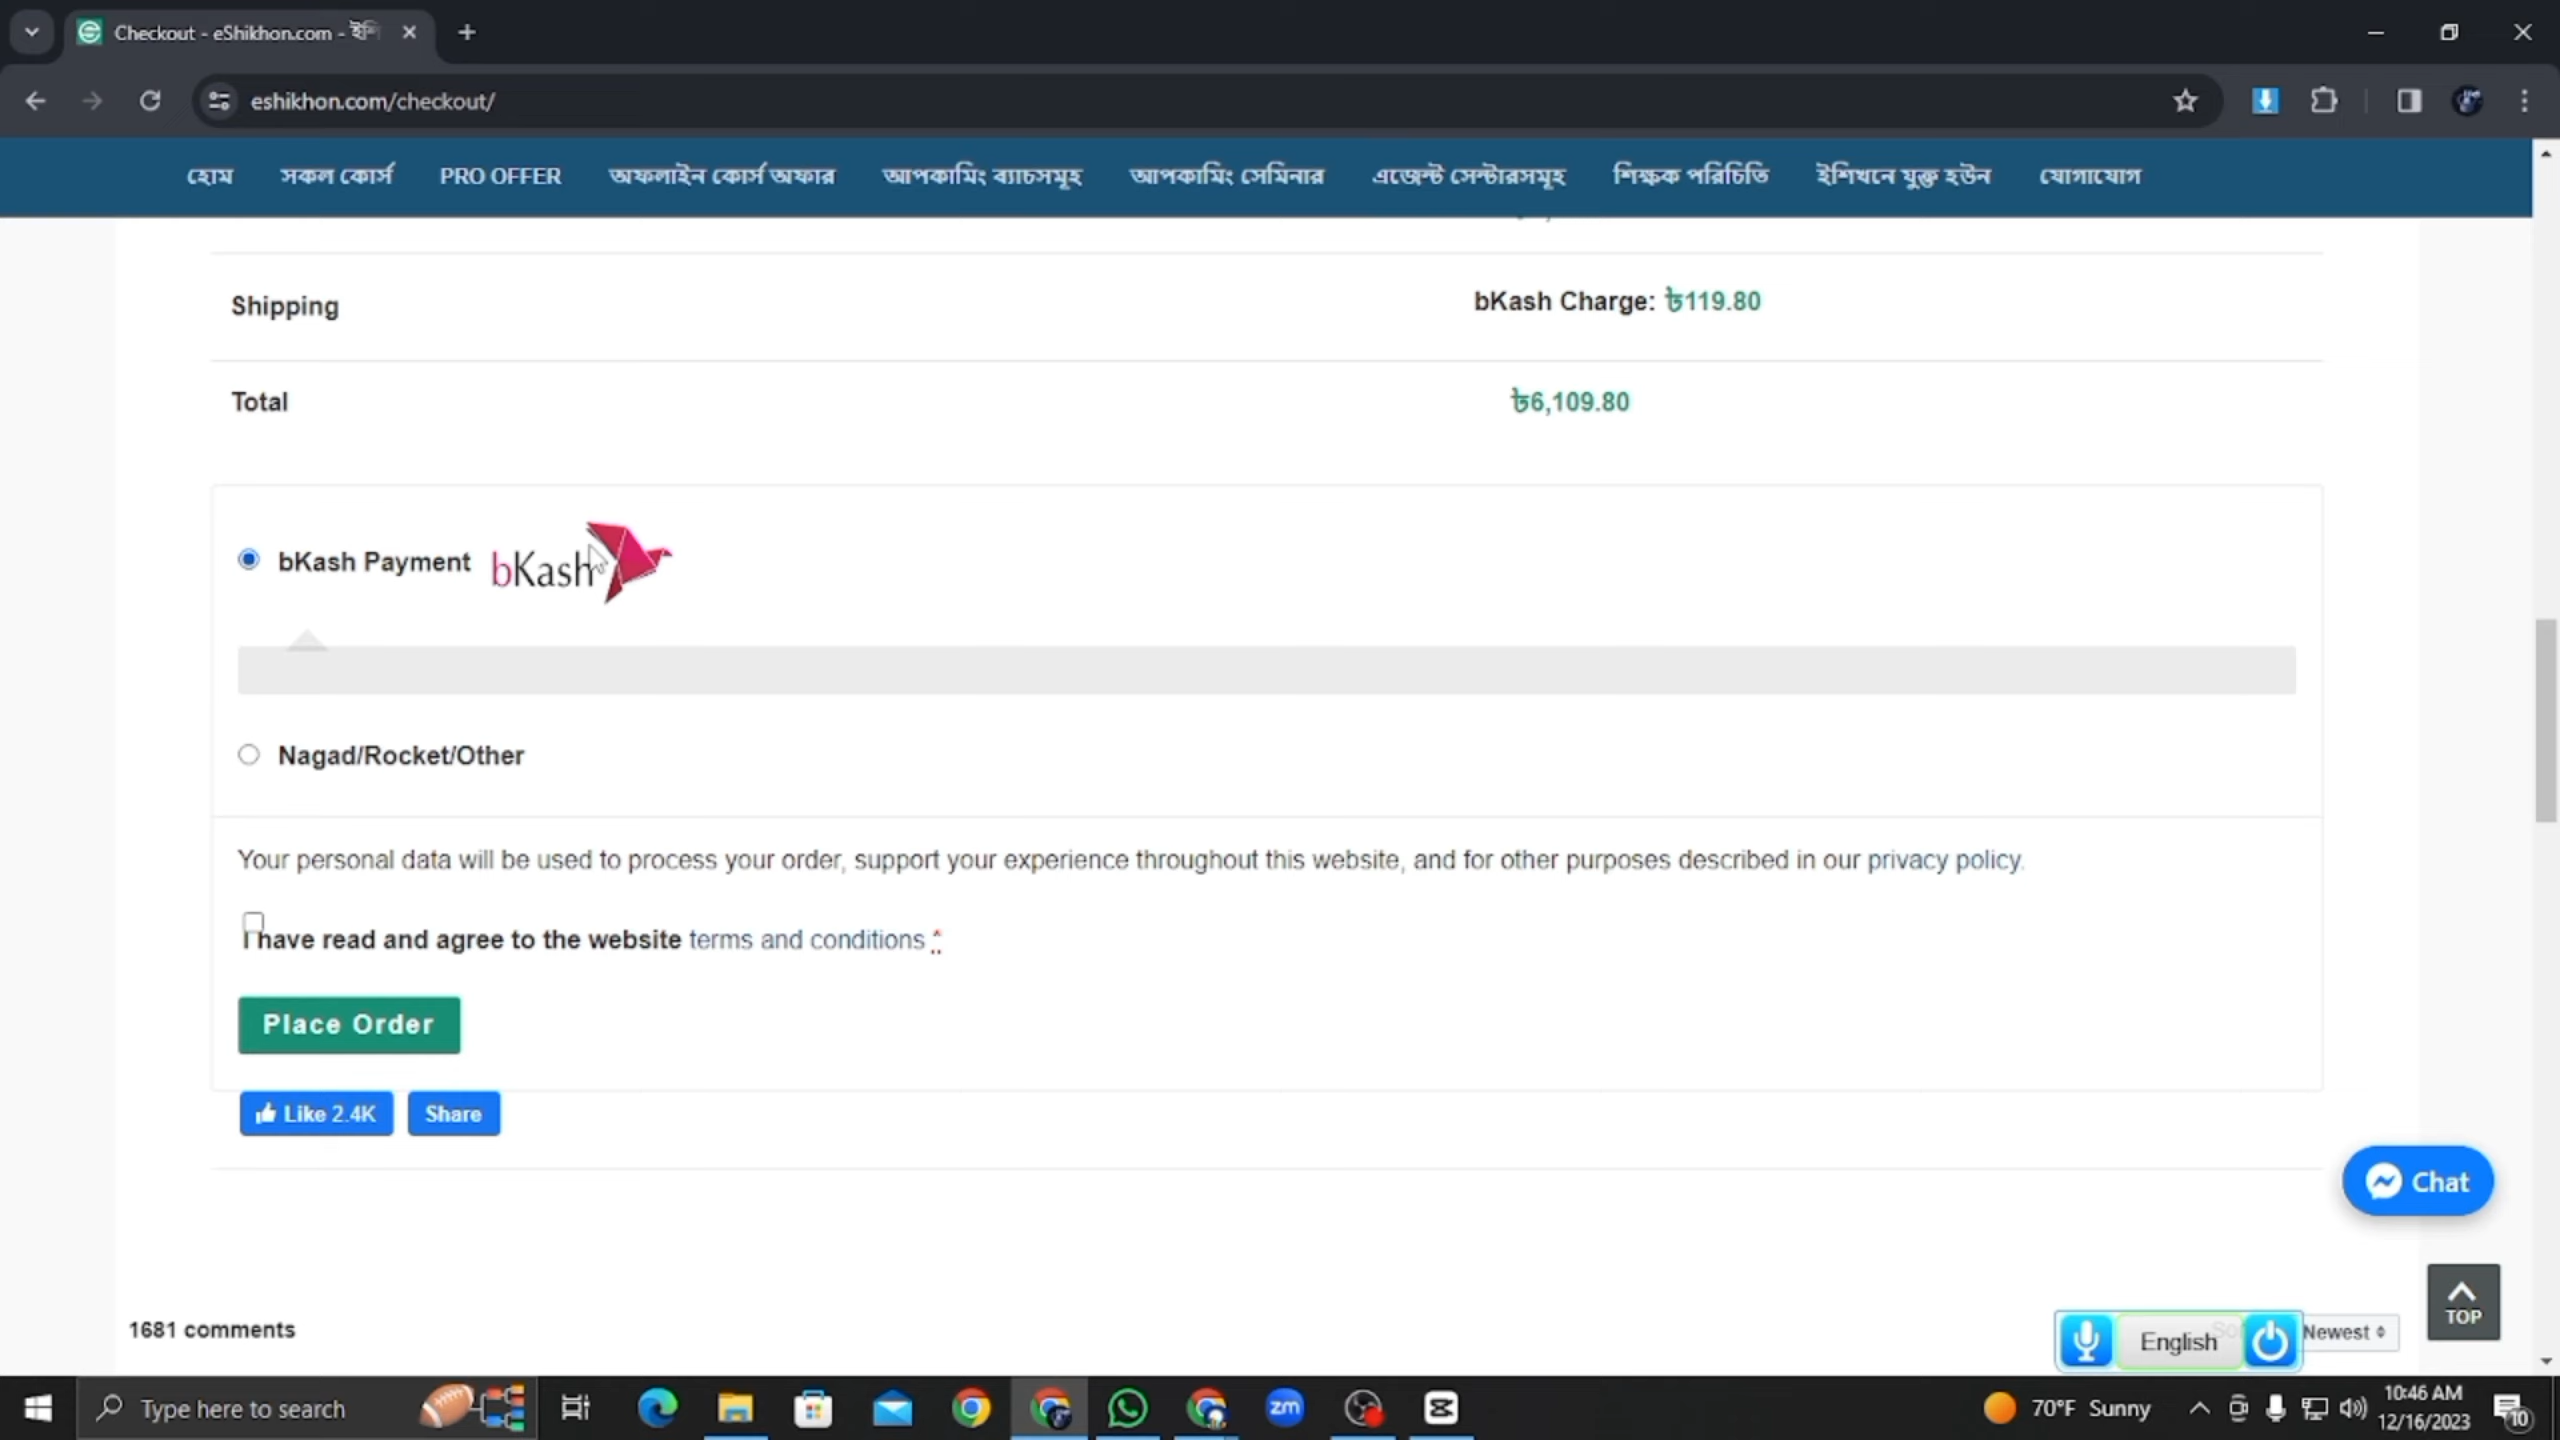 Checkout - eShikhon.com - ইশি
eshikhon.com/checkout/
হোম সকল কোর্স PRO OFFER অফলাইন কোর্স অফার আপকামিং ব্যাচসমূহ আপকামিং সেমিনার এজেন্ট সেন্টারসমূহ শিক্ষক পরিচিতি ইশিখনে যুক্ত হউন যোগাযোগ
Shipping bKash Charge: ৳119.80
Total ৳6,109.80
bKash Payment bKash
Nagad/Rocket/Other
Your personal data will be used to process your order, support your experience throughout this website, and for other purposes described in our privacy policy.
I have read and agree to the website terms and conditions *
Place Order
Like 2.4K Share
Chat
TOP
1681 comments
English
Newest
Type here to search
zm
70°F Sunny
10:46 AM
12/16/2023
10